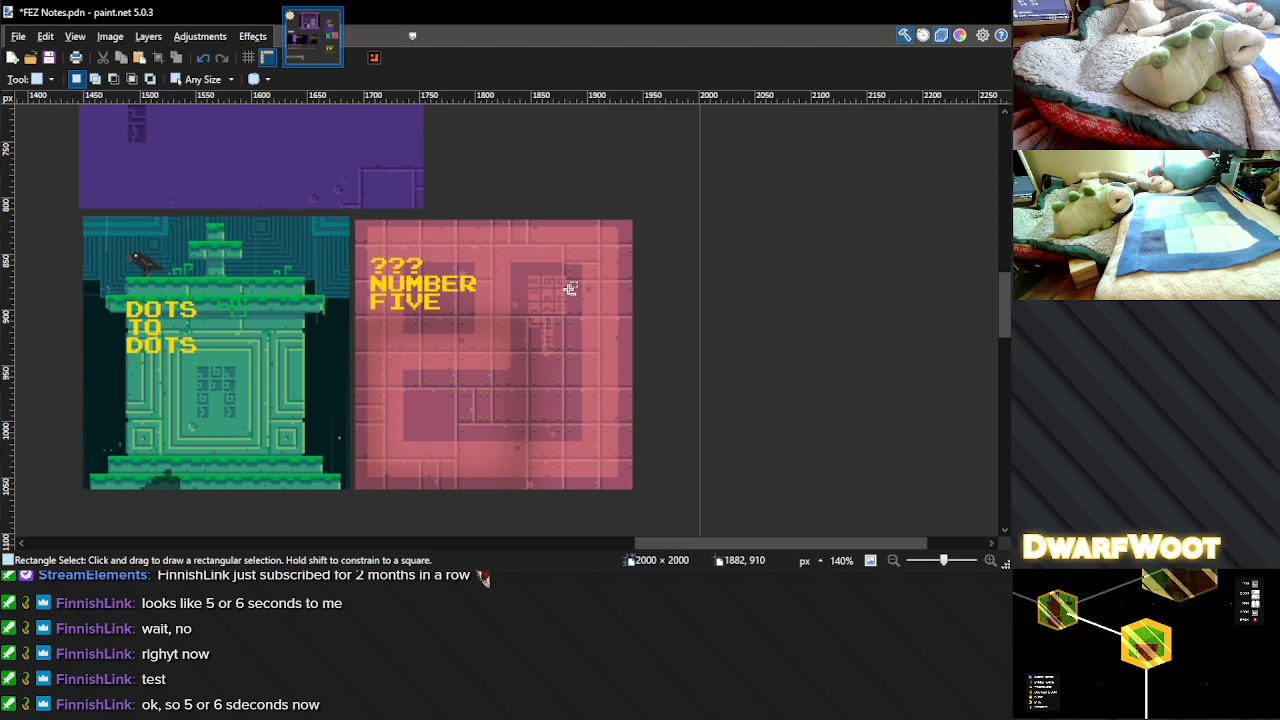 *FEZ Notes.pdn - paint.net 5.0.3
File Edit View Image Layers Adjustments Effects
Tool: Any Size
px 1400 1450 1500 1550 1600 1650 1700 1750 1800 1850 1900 1950 2000 2050 2100 2150 2200 2250
???
NUMBER
FIVE
DOTS
TO
DOTS
Rectangle Select: Click and drag to draw a rectangular selection. Hold shift to constrain to a square. 2000 × 2000 1882, 910 px 140%
DWARFWOOT
StreamElements: FinnishLink just subscribed for 2 months in a row
FinnishLink: looks like 5 or 6 seconds to me
FinnishLink: wait, no
FinnishLink: righyt now
FinnishLink: test
FinnishLink: ok, so 5 or 6 sdeconds now